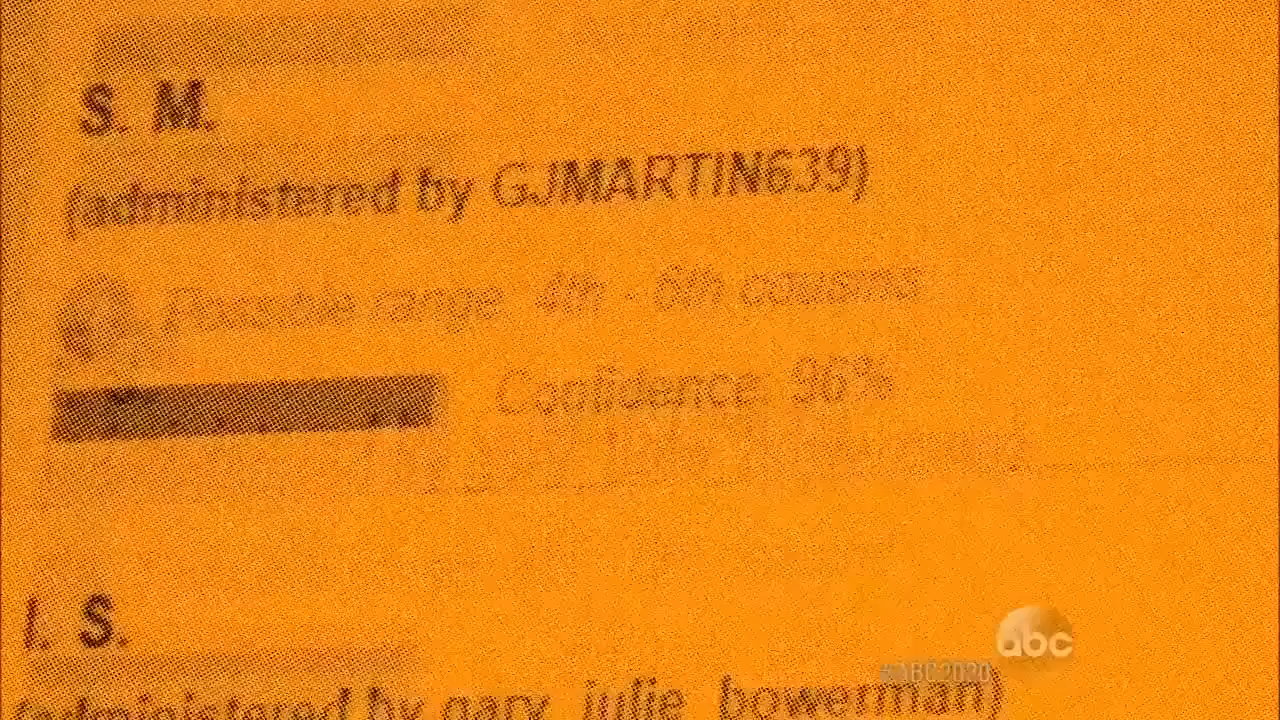 S. M.
(administered by GJMARTIN639)
Possible range: 4th - 6th cousins
Confidence: 96%
L. S.
abc
#ABC2020
(administered by gary_julie_bowerman)